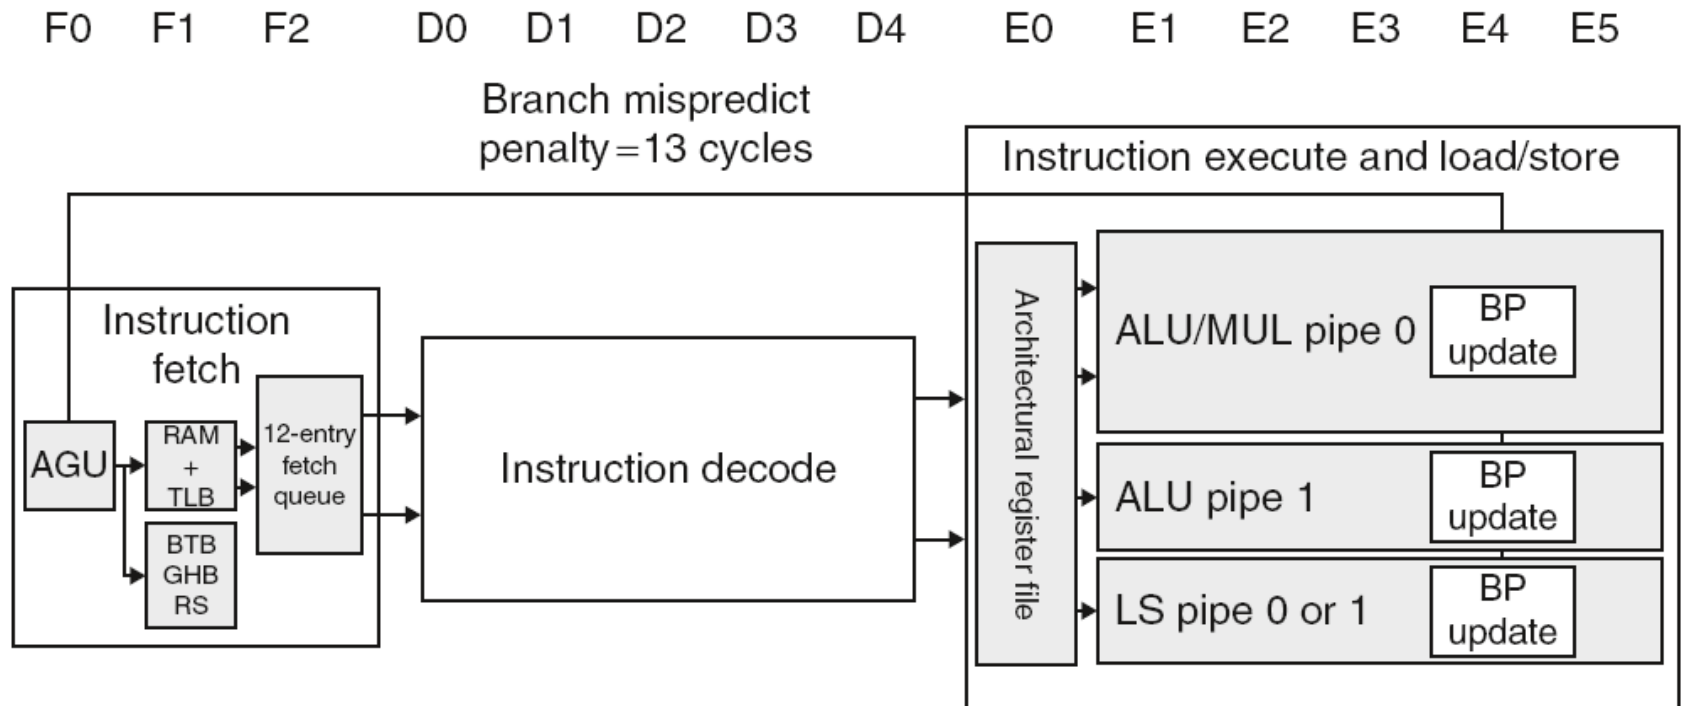 F0 F1 F2 D0 D1 D2 D3 D4 E0 E1 E2 E3 E4 E5
Branch mispredict
penalty=13 cycles
Instruction execute and load/store
Instruction
fetch
AGU
RAM
+
TLB
BTB
GHB
RS
12-entry
fetch
queue
Instruction decode
Architectural register file
ALU/MUL pipe 0
BP
update
ALU pipe 1
BP
update
LS pipe 0 or 1
BP
update